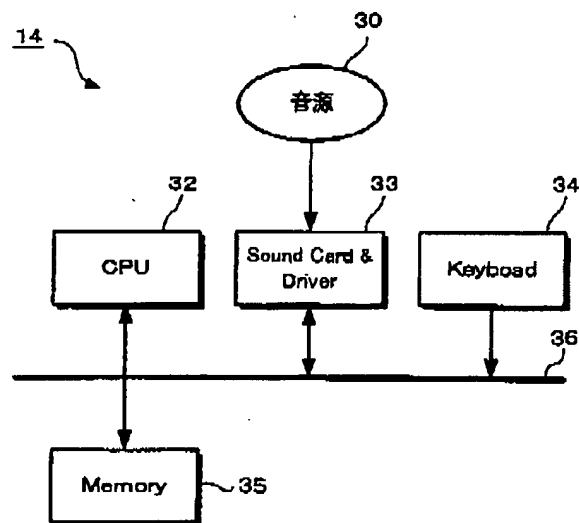 30
14
音源
32
33
34
CPU
Sound Card &
Driver
Keyboad
36
Memory
35